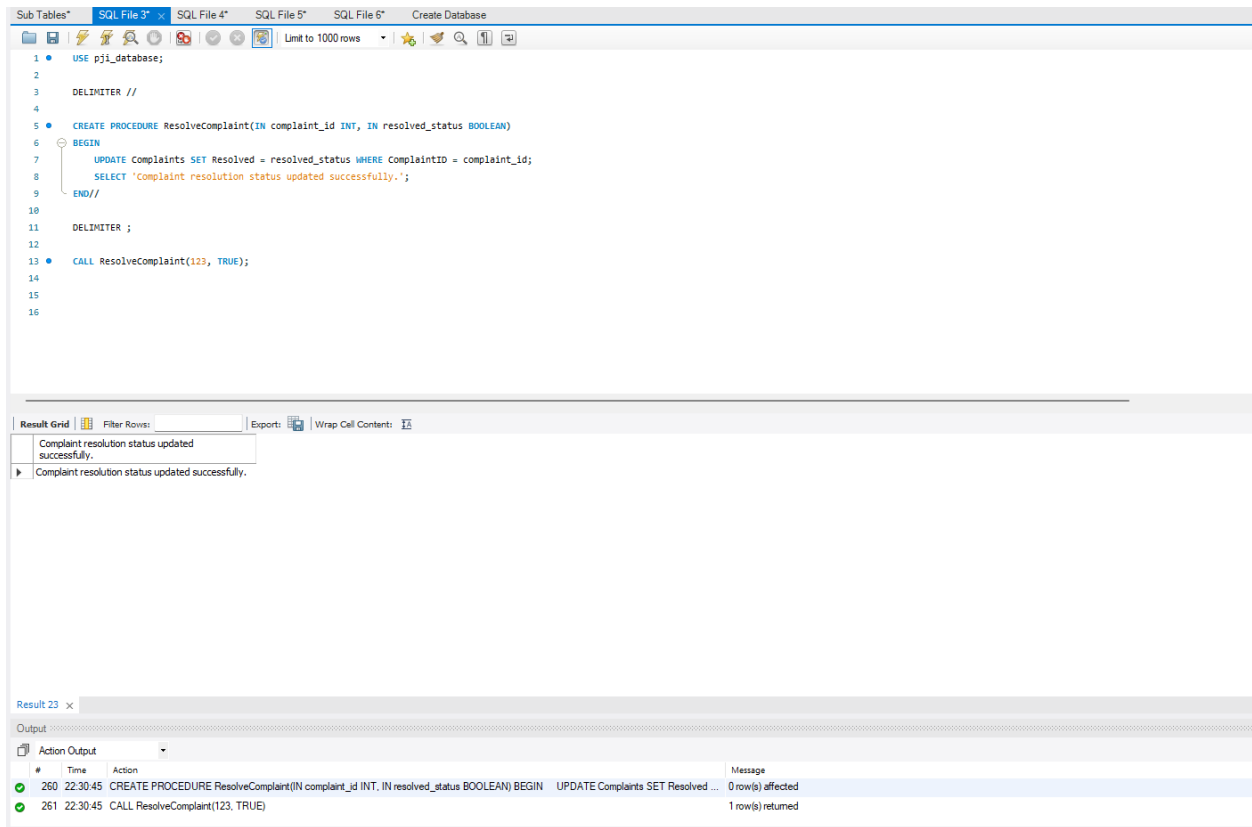 Sub Tables* SQL File 3* × SQL File 4* SQL File 5* SQL File 6* Create Database
Limit to 1000 rows
1 USE pji_database;
2
3 DELIMITER //
4
5 CREATE PROCEDURE ResolveComplaint(IN complaint_id INT, IN resolved_status BOOLEAN)
6 BEGIN
7 UPDATE Complaints SET Resolved = resolved_status WHERE ComplaintID = complaint_id;
8 SELECT 'Complaint resolution status updated successfully.';
9 END//
10
11 DELIMITER ;
12
13 CALL ResolveComplaint(123, TRUE);
14
15
16
Result Grid Filter Rows: Export: Wrap Cell Content:
Complaint resolution status updated
successfully.
Complaint resolution status updated successfully.
Result 23 ×
Output
Action Output
# Time Action Message
260 22:30:45 CREATE PROCEDURE ResolveComplaint(IN complaint_id INT, IN resolved_status BOOLEAN) BEGIN UPDATE Complaints SET Resolved ... 0 row(s) affected
261 22:30:45 CALL ResolveComplaint(123, TRUE) 1 row(s) returned